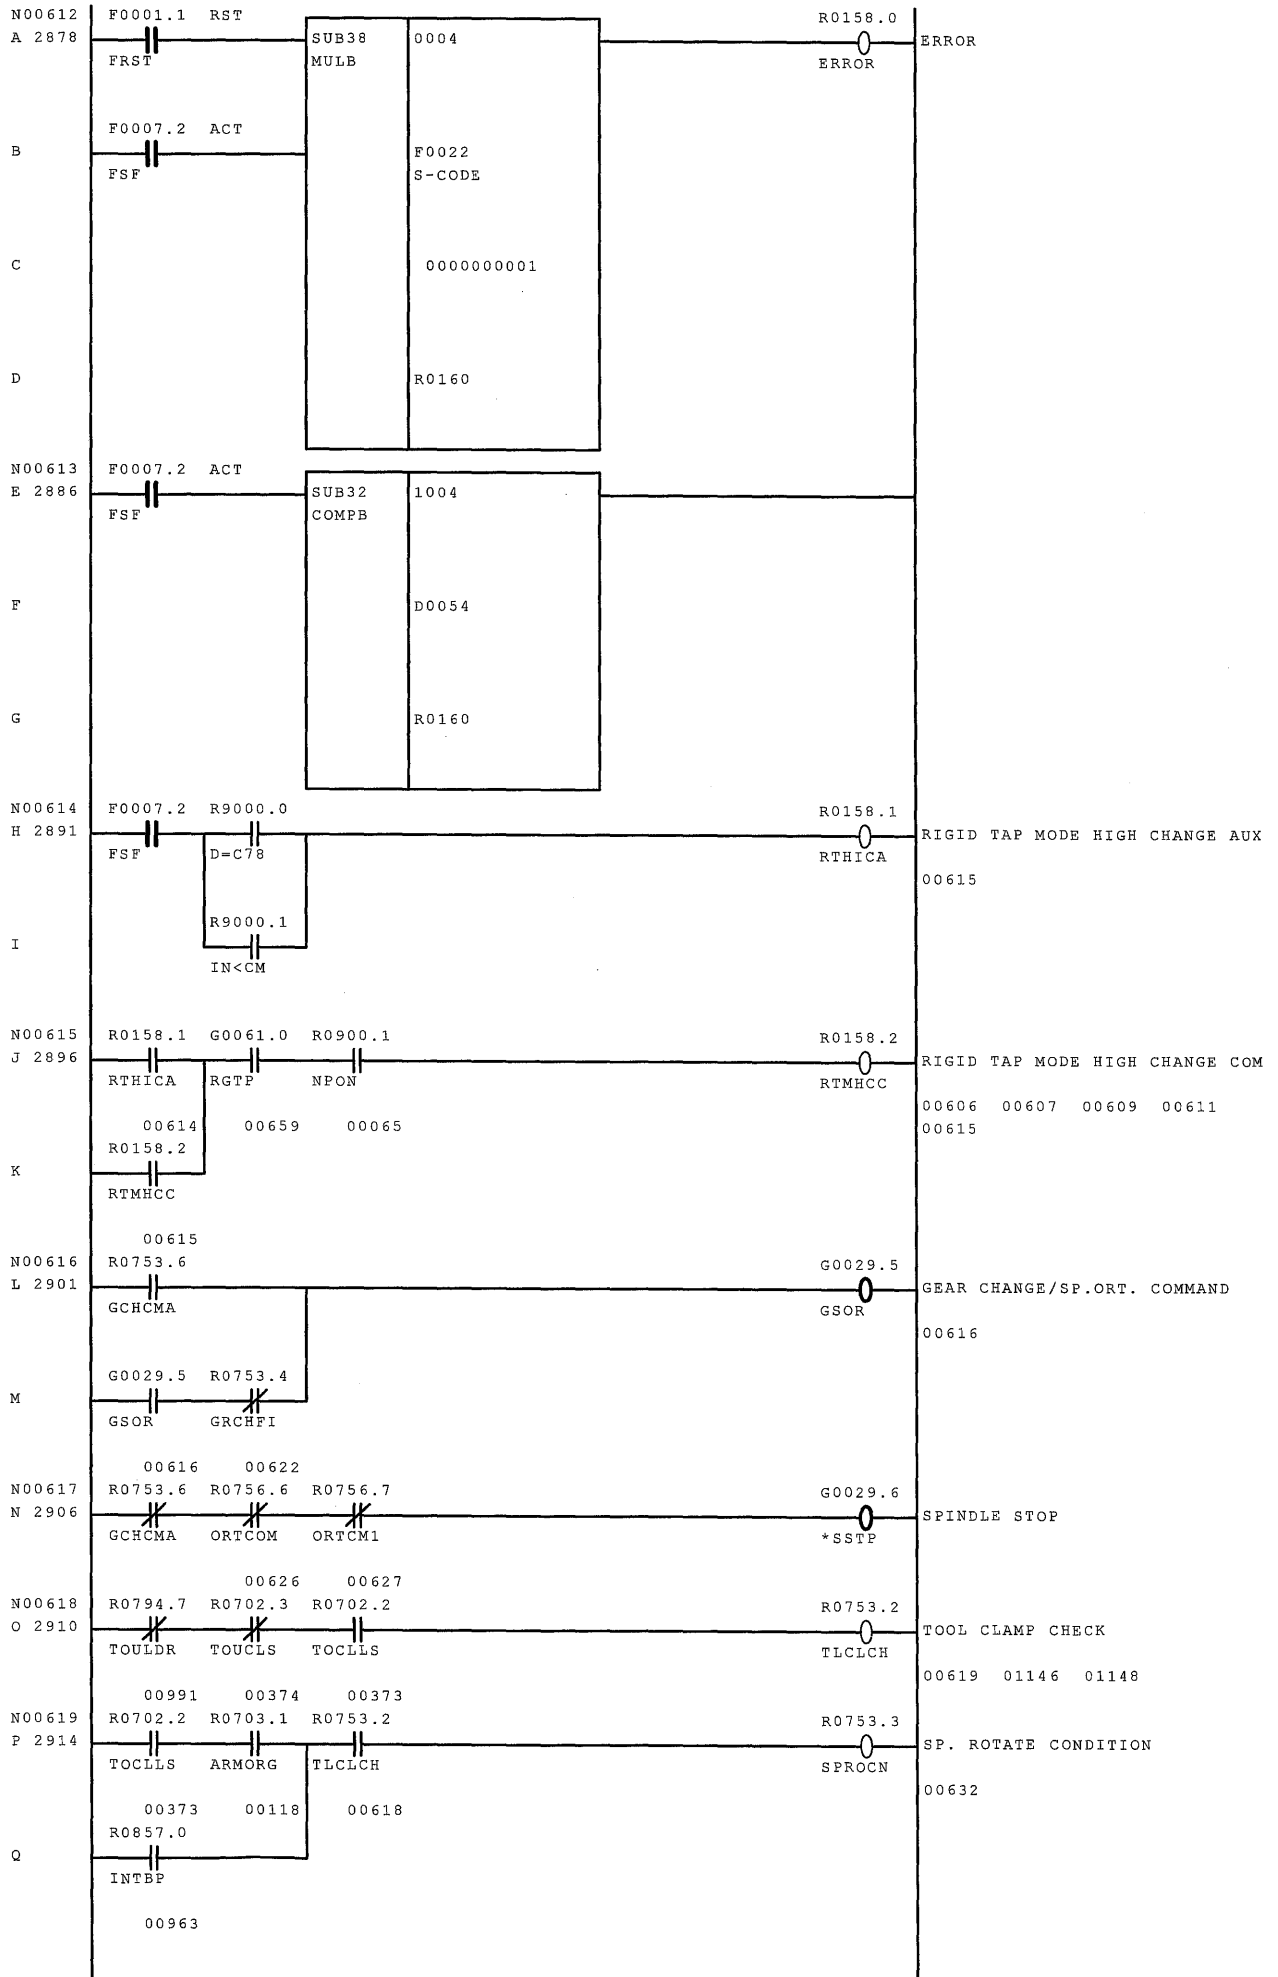 N00612 F0001.1 RST R0158.0
A 2878 SUB38 0004 ERROR
FRST MULB ERROR
F0007.2 ACT
B F0022
FSF S-CODE
C 0000000001
D R0160
N00613 F0007.2 ACT
E 2886 SUB32 1004
FSF COMPB
F D0054
G R0160
N00614 F0007.2 R9000.0 R0158.1
H 2891 RIGID TAP MODE HIGH CHANGE AUX
FSF D=C78 RTHICA
00615
R9000.1
I
IN<CM
N00615 R0158.1 G0061.0 R0900.1 R0158.2
J 2896 RIGID TAP MODE HIGH CHANGE COM
RTHICA RGTP NPON RTMHCC
00606 00607 00609 00611
00614 00659 00065 00615
R0158.2
K
RTMHCC
00615
N00616 R0753.6 G0029.5
L 2901 GEAR CHANGE/SP.ORT. COMMAND
GCHCMA GSOR
00616
G0029.5 R0753.4
M
GSOR GRCHFI
00616 00622
N00617 R0753.6 R0756.6 R0756.7 G0029.6
N 2906 SPINDLE STOP
GCHCMA ORTCOM ORTCM1 *SSTP
00626 00627
N00618 R0794.7 R0702.3 R0702.2 R0753.2
O 2910 TOOL CLAMP CHECK
TOULDR TOUCLS TOCLLS TLCLCH
00619 01146 01148
00991 00374 00373
N00619 R0702.2 R0703.1 R0753.2 R0753.3
P 2914 SP. ROTATE CONDITION
TOCLLS ARMORG TLCLCH SPROCN
00632
00373 00118 00618
R0857.0
Q
INTBP
00963